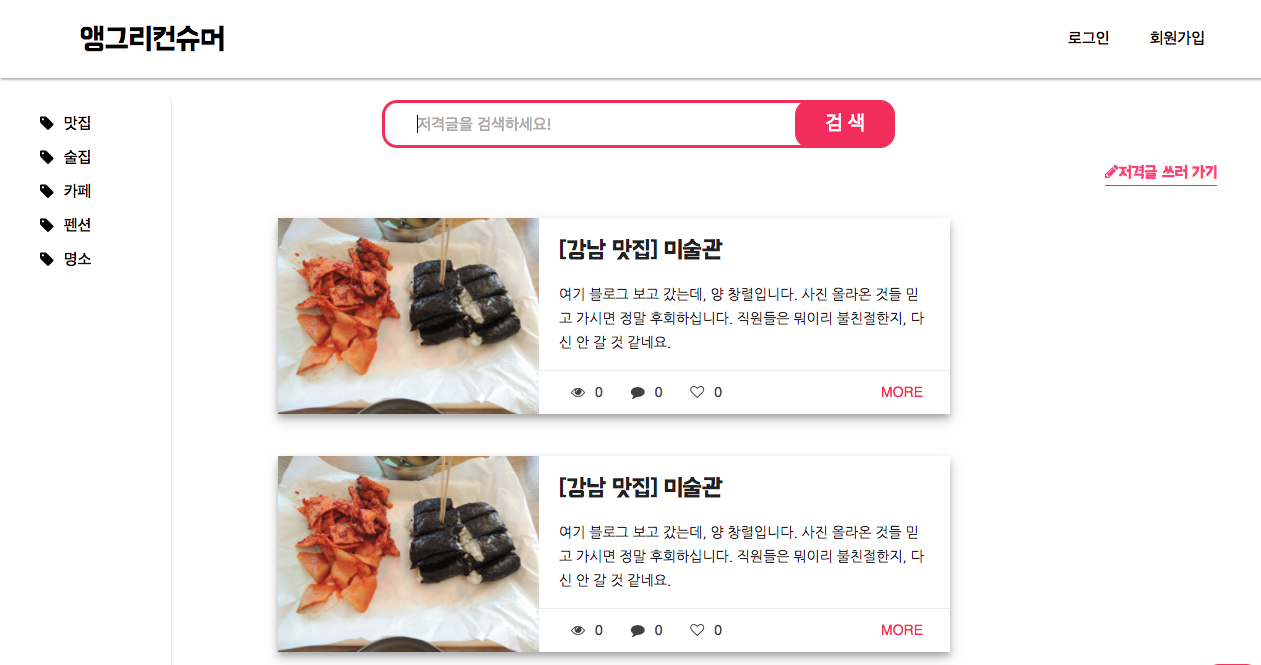 앵그리컨슈머
로그인
회원가입
맛집
술집
카페
펜션
명소
저격글을 검색하세요!
검 색
저격글 쓰러 가기
[강남 맛집] 미술관
여기 블로그 보고 갔는데, 양 창렬입니다. 사진 올라온 것들 믿
고 가시면 정말 후회하십니다. 직원들은 뭐이리 불친절한지, 다
신 안 갈 것 같네요.
0 0 0 MORE
[강남 맛집] 미술관
여기 블로그 보고 갔는데, 양 창렬입니다. 사진 올라온 것들 믿
고 가시면 정말 후회하십니다. 직원들은 뭐이리 불친절한지, 다
신 안 갈 것 같네요.
0 0 0 MORE